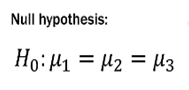 Null hypothesis:
H₀: μ₁ = μ₂ = μ₃